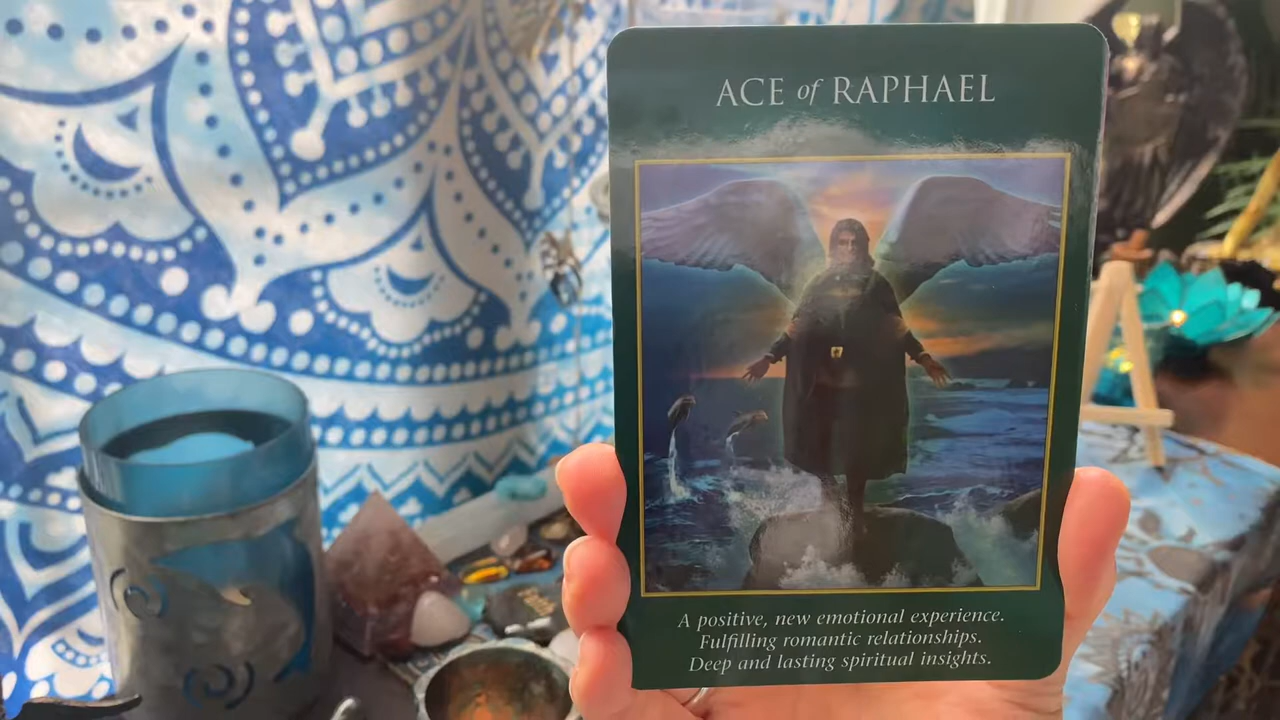 ACE of RAPHAEL
A positive, new emotional experience.
Fulfilling romantic relationships.
Deep and lasting spiritual insights.